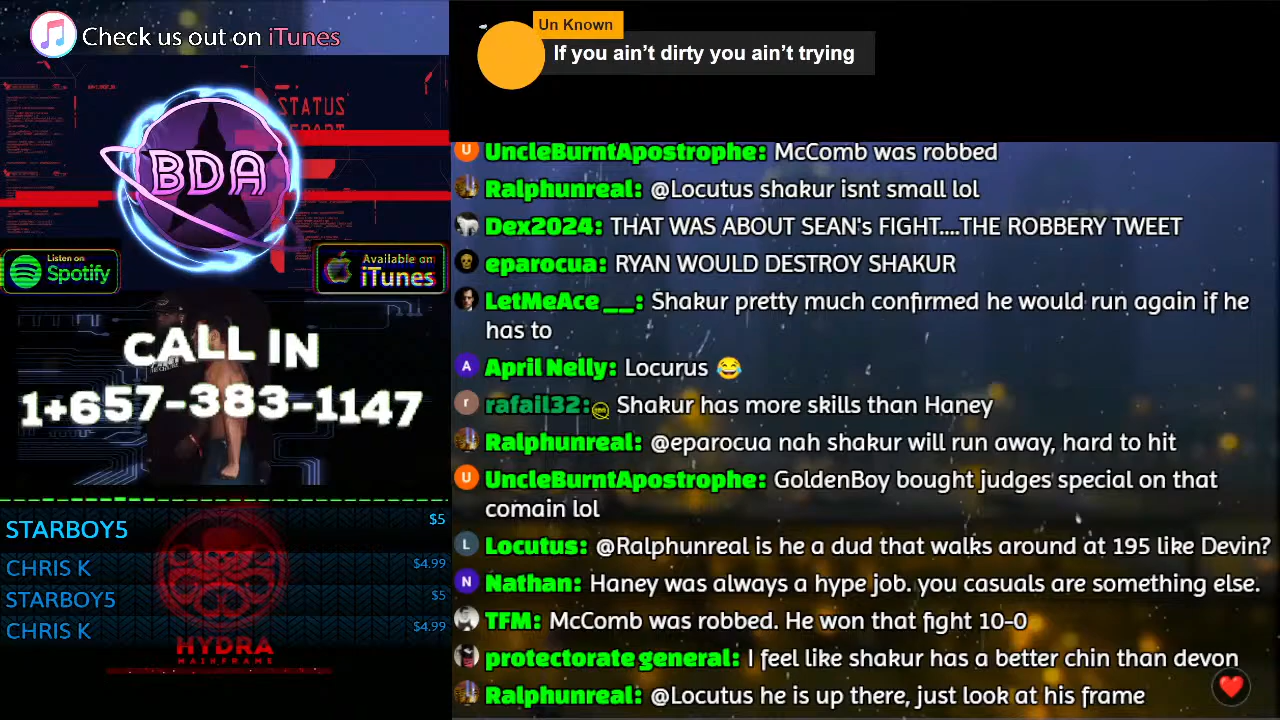 Check us out on iTunes
STATUS
BDA
Listen on
Spotify
Available on
iTunes
CALL IN
1+657-383-1147
STARBOY5 $5
CHRIS K $4.99
STARBOY5 $5
CHRIS K $4.99
HYDRA
MAINFRAME
Un Known
If you ain’t dirty you ain’t trying
U UncleBurntApostrophe: McComb was robbed
Ralphunreal: @Locutus shakur isnt small lol
Dex2024: THAT WAS ABOUT SEAN's FIGHT....THE ROBBERY TWEET
eparocua: RYAN WOULD DESTROY SHAKUR
LetMeAce__: Shakur pretty much confirmed he would run again if he
has to
A April Nelly: Locurus 😂
r rafail32: Shakur has more skills than Haney
Ralphunreal: @eparocua nah shakur will run away, hard to hit
U UncleBurntApostrophe: GoldenBoy bought judges special on that
comain lol
L Locutus: @Ralphunreal is he a dud that walks around at 195 like Devin?
N Nathan: Haney was always a hype job. you casuals are something else.
TFM: McComb was robbed. He won that fight 10-0
protectorate general: I feel like shakur has a better chin than devon
Ralphunreal: @Locutus he is up there, just look at his frame